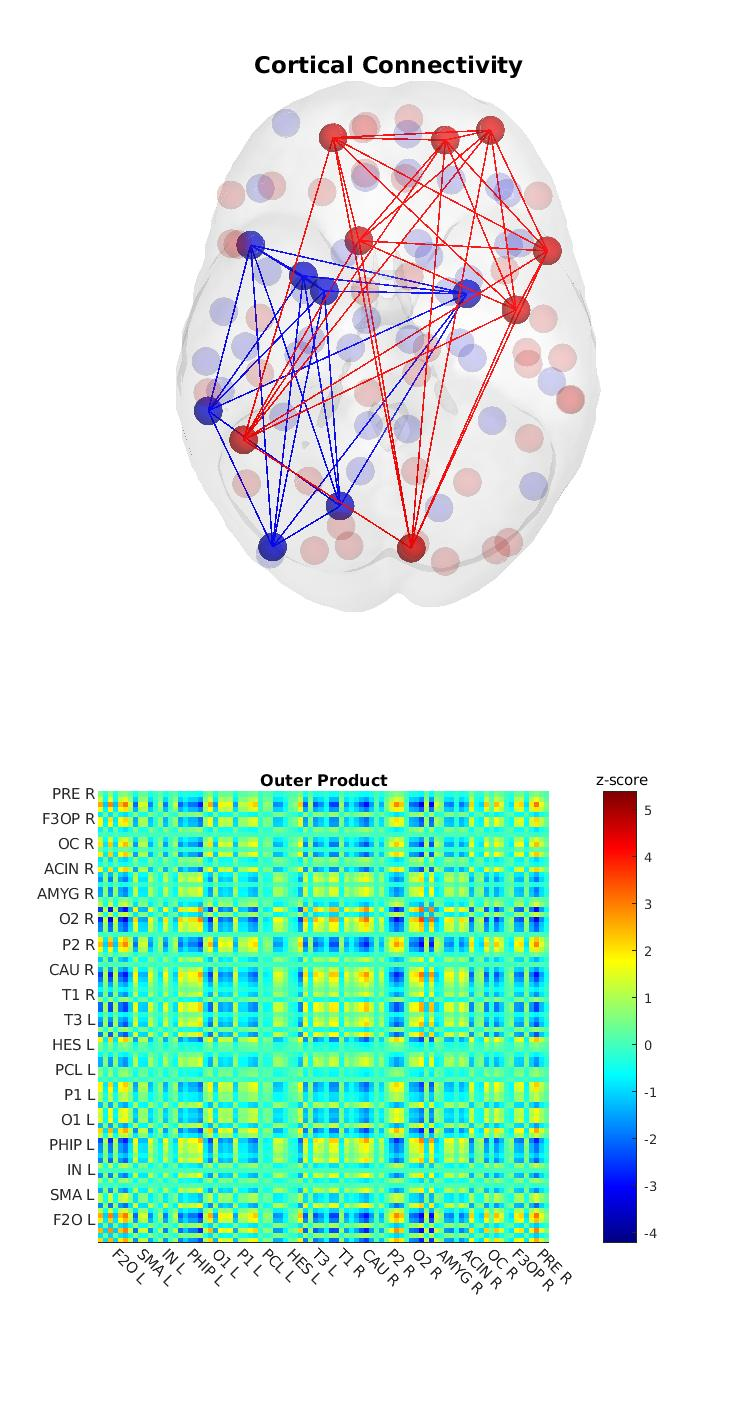 Cortical Connectivity
Outer Product
z-score
PRE R
F3OP R
OC R
ACIN R
AMYG R
O2 R
P2 R
CAU R
T1 R
T3 L
HES L
PCL L
P1 L
O1 L
PHIP L
IN L
SMA L
F2O L
5
4
3
2
1
0
-1
-2
-3
-4
F2O L
SMA L
IN L
PHIP L
O1 L
P1 L
PCL L
HES L
T3 L
T1 R
CAU R
P2 R
O2 R
AMYG R
ACIN R
OC R
F3OP R
PRE R